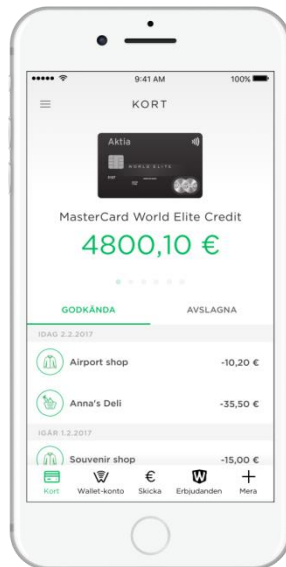 9:41 AM 100%
KORT
Aktia
WORLD ELITE
MasterCard World Elite Credit
4800,10 €
GODKÄNDA AVSLAGNA
IDAG 2.2.2017
Airport shop -10,20 €
Anna's Deli -35,50 €
IGÅR 1.2.2017
Souvenir shop -15,00 €
Kort Wallet-konto Skicka Erbjudanden Mera